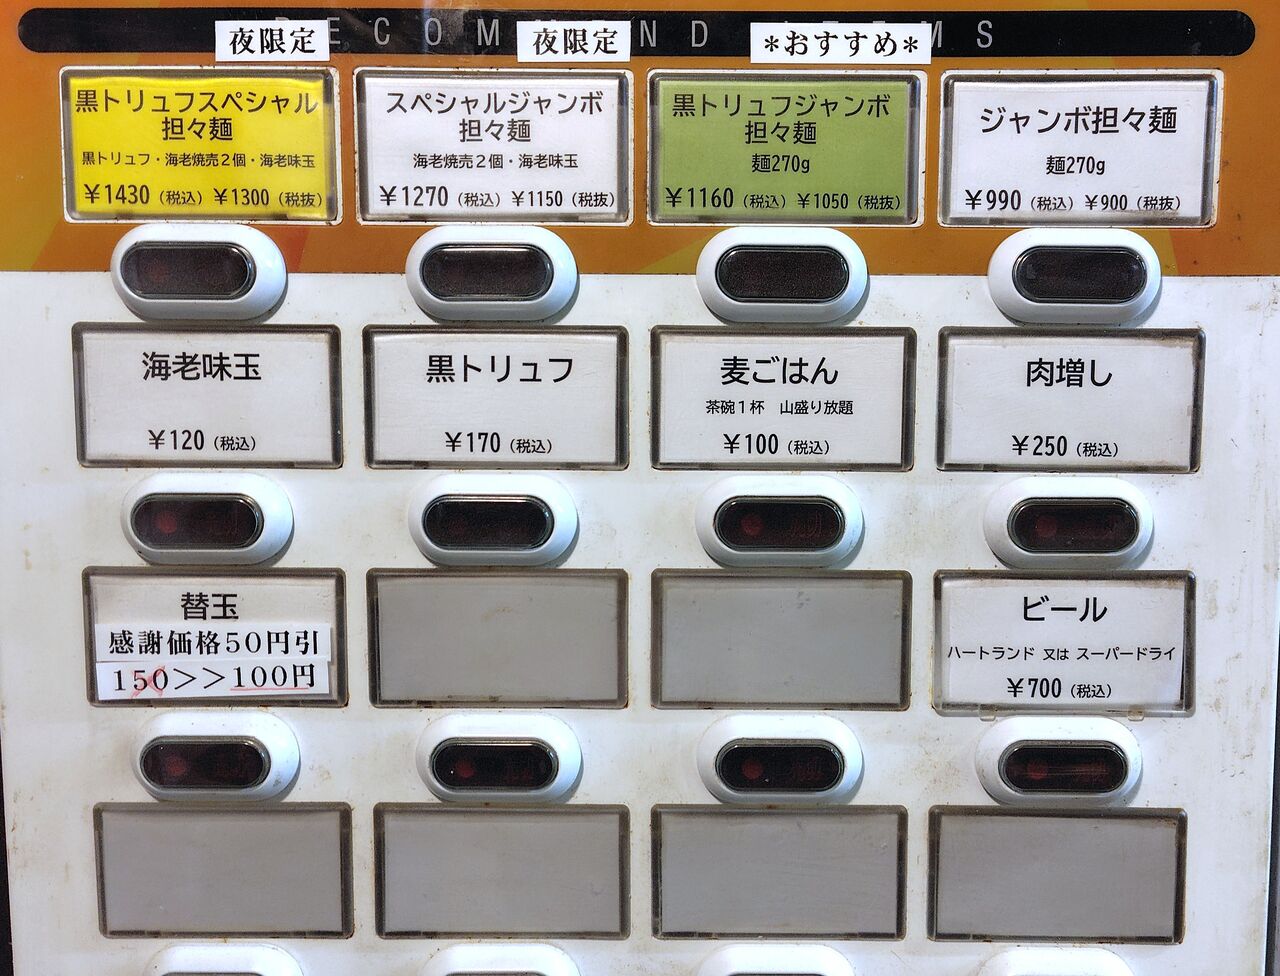 RECOMMEND ITEMS
夜限定
夜限定
*おすすめ*
黒トリュフスペシャル
担々麺
黒トリュフ・海老焼売2個・海老味玉
￥1430（税込）￥1300（税抜）
スペシャルジャンボ
担々麺
海老焼売2個・海老味玉
￥1270（税込）￥1150（税抜）
黒トリュフジャンボ
担々麺
麺270g
￥1160（税込）￥1050（税抜）
ジャンボ担々麺
麺270g
￥990（税込）￥900（税抜）
海老味玉
￥120（税込）
黒トリュフ
￥170（税込）
麦ごはん
茶碗1杯　山盛り放題
￥100（税込）
肉増し
￥250（税込）
替玉
感謝価格50円引
150>>100円
ビール
ハートランド 又は スーパードライ
￥700（税込）